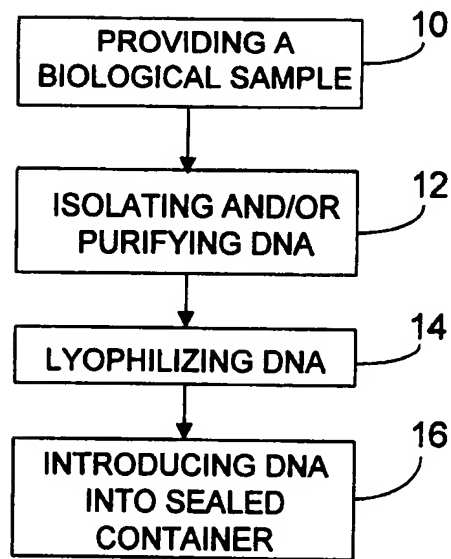 10
PROVIDING A
BIOLOGICAL SAMPLE
12
ISOLATING AND/OR
PURIFYING DNA
14
LYOPHILIZING DNA
16
INTRODUCING DNA
INTO SEALED
CONTAINER